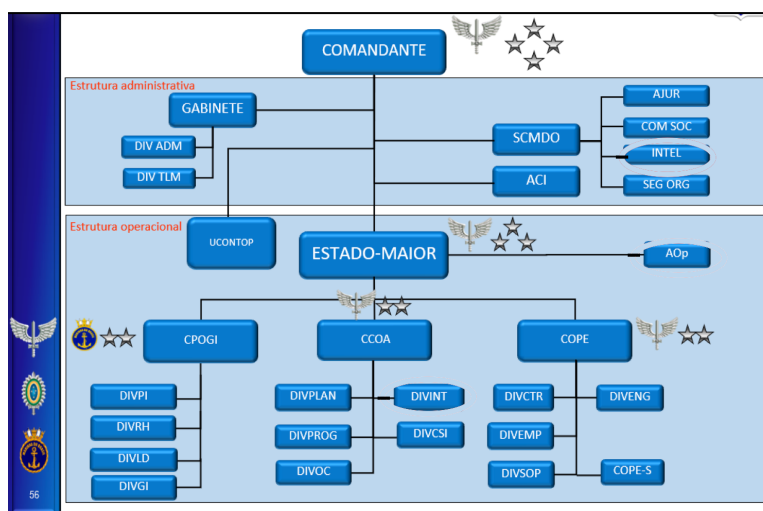 COMANDANTE
Estrutura administrativa
GABINETE
DIV ADM
DIV TLM
SCMDO
ACI
AJUR
COM SOC
INTEL
SEG ORG
Estrutura operacional
UCONTOP
ESTADO-MAIOR
AOp
CPOGI
CCOA
COPE
DIVPI
DIVRH
DIVLD
DIVGI
DIVPLAN
DIVINT
DIVPROG
DIVCSI
DIVOC
DIVCTR
DIVENG
DIVEMP
DIVSOP
COPE-S
56